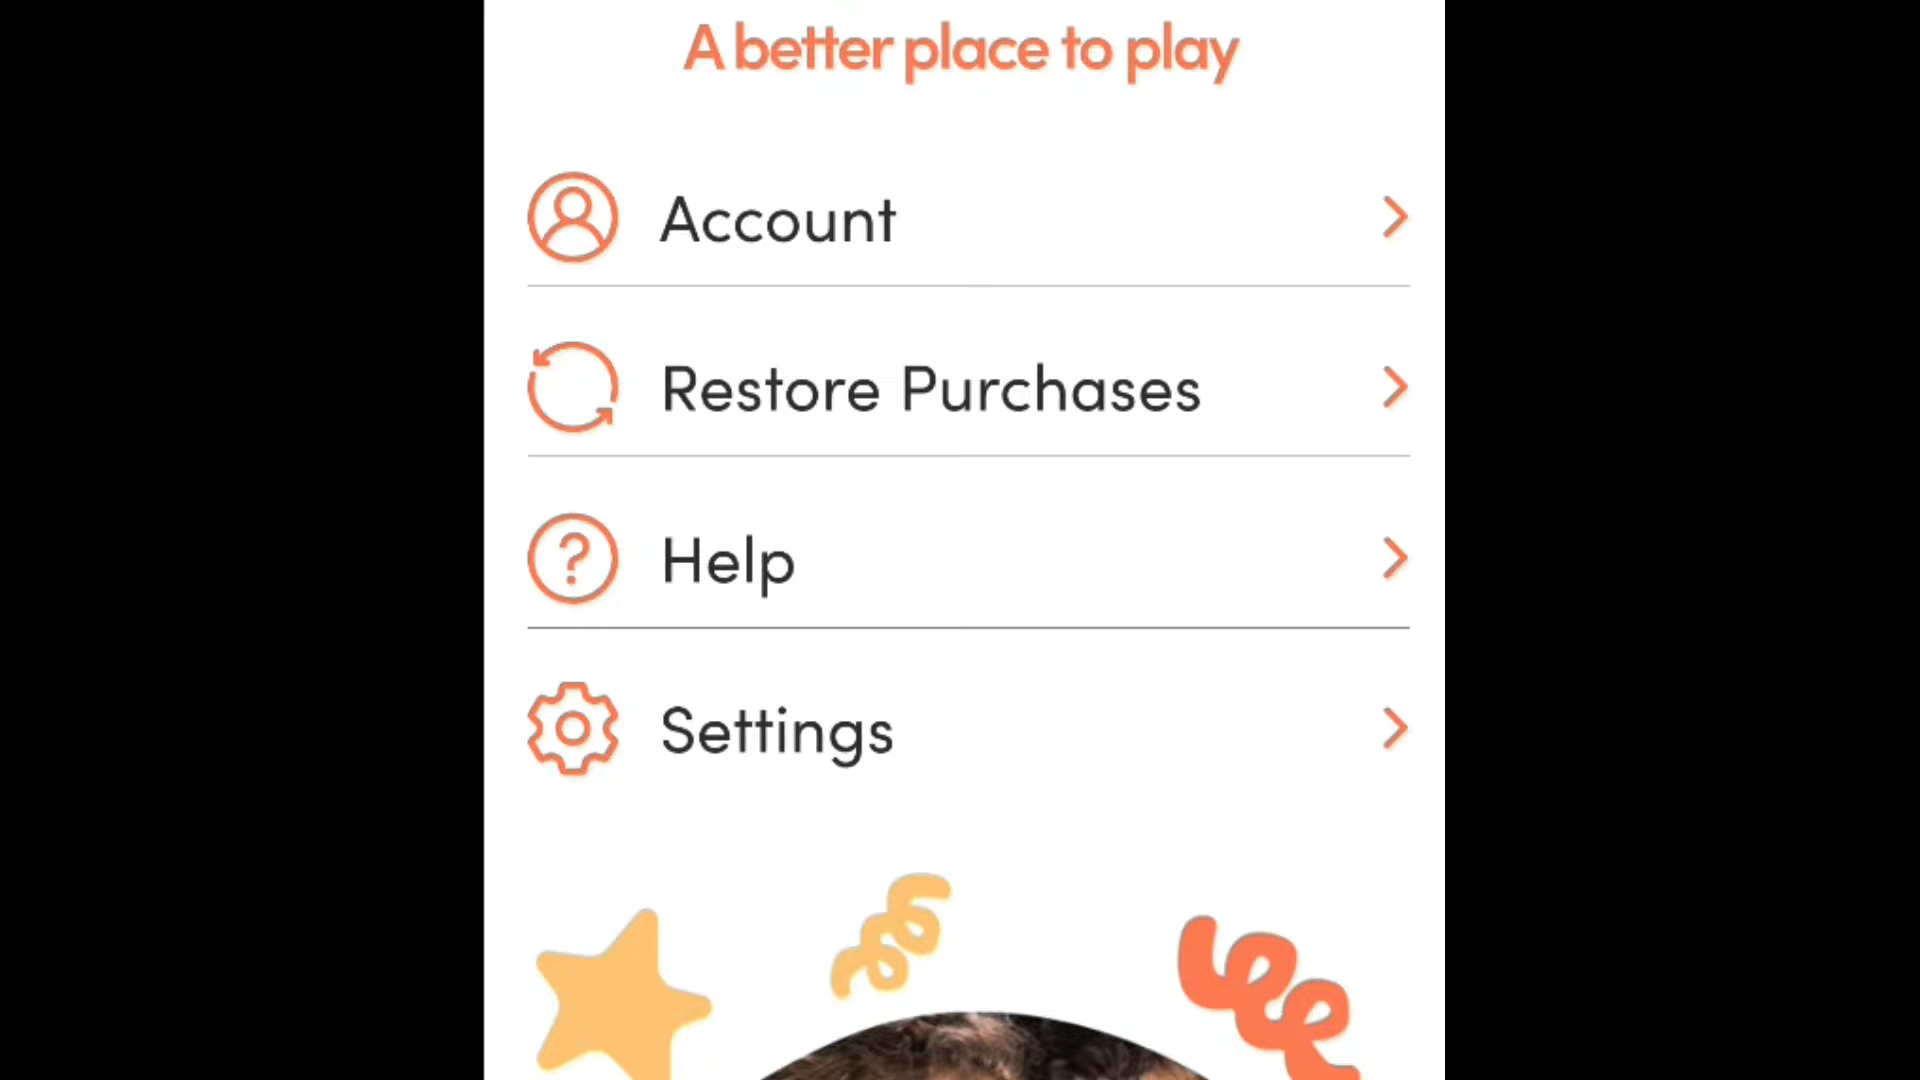 A better place to play
Account
Restore Purchases
Help
Settings